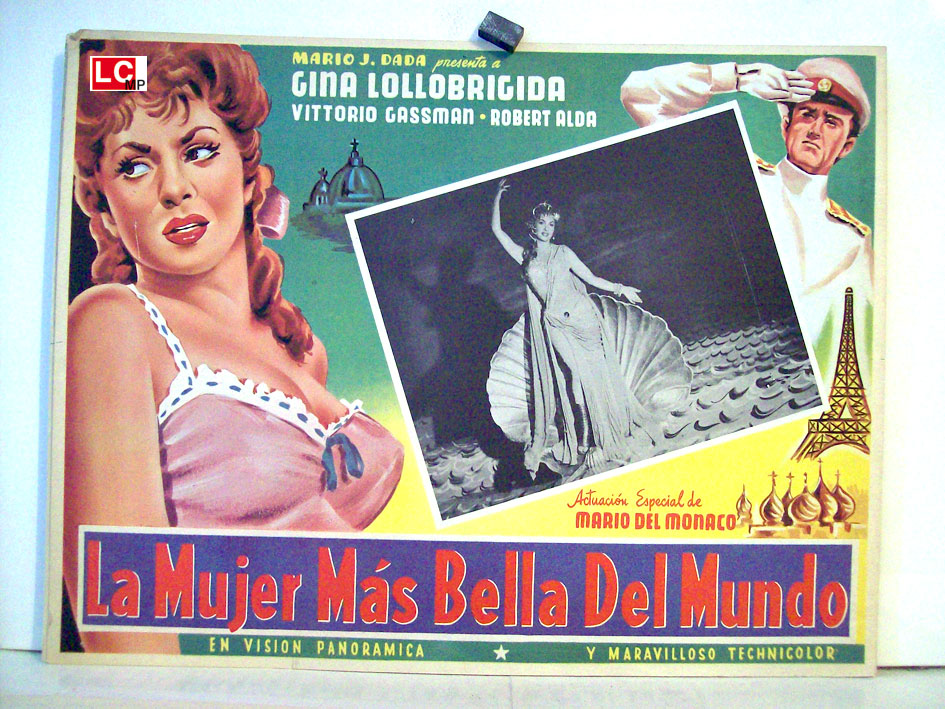 LC
MP
MARIO J. DADA presenta a
GINA LOLLOBRIGIDA
VITTORIO GASSMAN • ROBERT ALDA
Actuación Especial de
MARIO DEL MONACO
La Mujer Más Bella Del Mundo
EN VISION PANORAMICA ★ Y MARAVILLOSO TECHNICOLOR